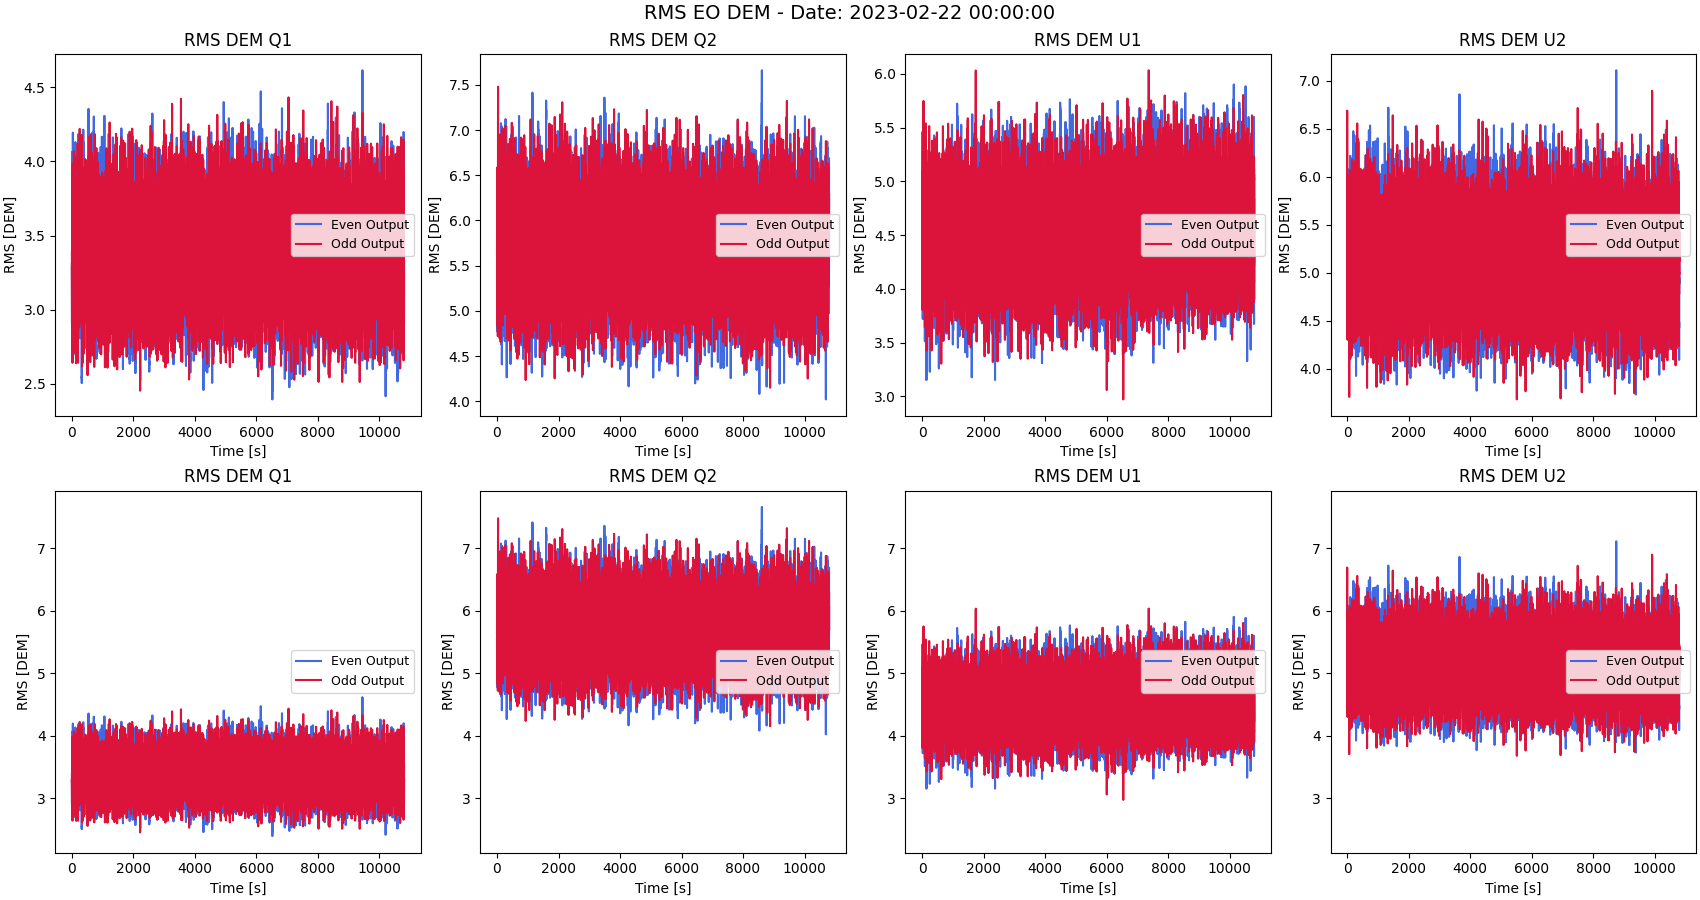 RMS EO DEM - Date: 2023-02-22 00:00:00
RMS DEM Q1
RMS [DEM]
4.5
4.0
3.5
3.0
2.5
Even Output
Odd Output
0 2000 4000 6000 8000 10000
Time [s]
RMS DEM Q2
RMS [DEM]
7.5
7.0
6.5
6.0
5.5
5.0
4.5
4.0
Even Output
Odd Output
0 2000 4000 6000 8000 10000
Time [s]
RMS DEM U1
RMS [DEM]
6.0
5.5
5.0
4.5
4.0
3.5
3.0
Even Output
Odd Output
0 2000 4000 6000 8000 10000
Time [s]
RMS DEM U2
RMS [DEM]
7.0
6.5
6.0
5.5
5.0
4.5
4.0
Even Output
Odd Output
0 2000 4000 6000 8000 10000
Time [s]
RMS DEM Q1
RMS [DEM]
7
6
5
4
3
Even Output
Odd Output
0 2000 4000 6000 8000 10000
Time [s]
RMS DEM Q2
RMS [DEM]
7
6
5
4
3
Even Output
Odd Output
0 2000 4000 6000 8000 10000
Time [s]
RMS DEM U1
RMS [DEM]
7
6
5
4
3
Even Output
Odd Output
0 2000 4000 6000 8000 10000
Time [s]
RMS DEM U2
RMS [DEM]
7
6
5
4
3
Even Output
Odd Output
0 2000 4000 6000 8000 10000
Time [s]